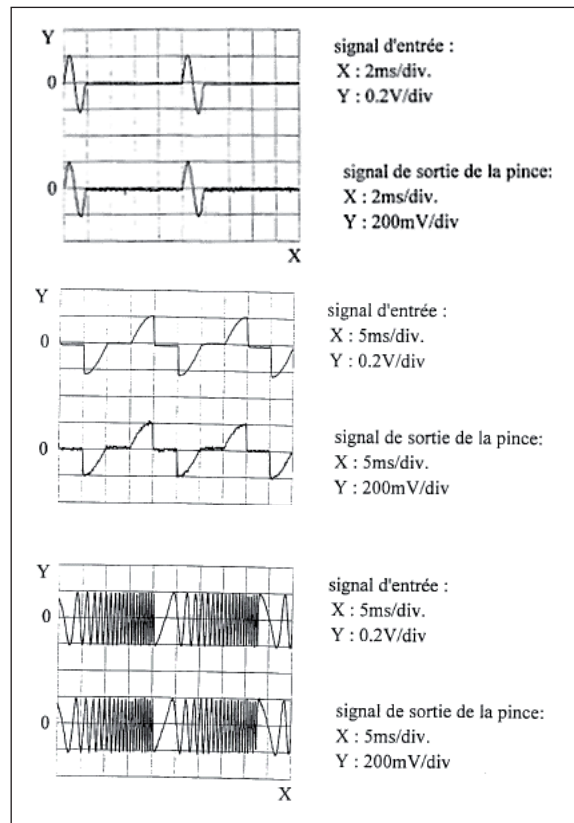 Y
signal d'entrée :
X : 2ms/div.
0
Y : 0.2V/div
signal de sortie de la pince:
0
X : 2ms/div.
Y : 200mV/div
X
Y
signal d'entrée :
0
X : 5ms/div.
Y : 0.2V/div
signal de sortie de la pince:
0
X : 5ms/div.
Y : 200mV/div
Y
signal d'entrée :
0
X : 5ms/div.
Y : 0.2V/div
signal de sortie de la pince:
0
X : 5ms/div.
Y : 200mV/div
X